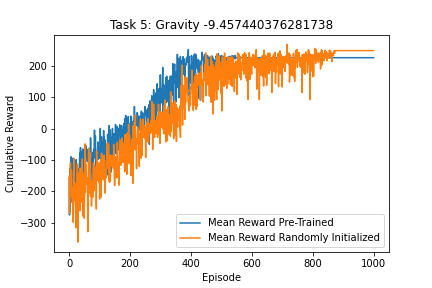 Task 5: Gravity -9.457440376281738
Cumulative Reward
200
100
0
−100
−200
−300
Mean Reward Pre-Trained
Mean Reward Randomly Initialized
0 200 400 600 800 1000
Episode